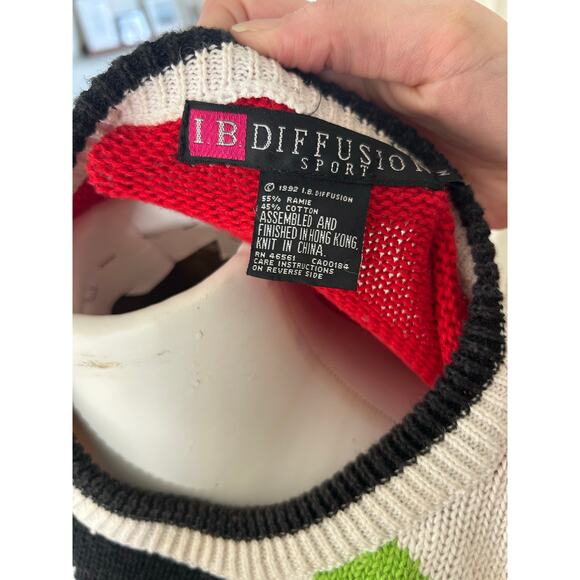 I.B. DIFFUSION
SPORT
© 1992 I.B. DIFFUSION
55% RAMIE
45% COTTON
ASSEMBLED AND
FINISHED IN HONG KONG,
KNIT IN CHINA.
RN 46561 CA00184
CARE INSTRUCTIONS
ON REVERSE SIDE